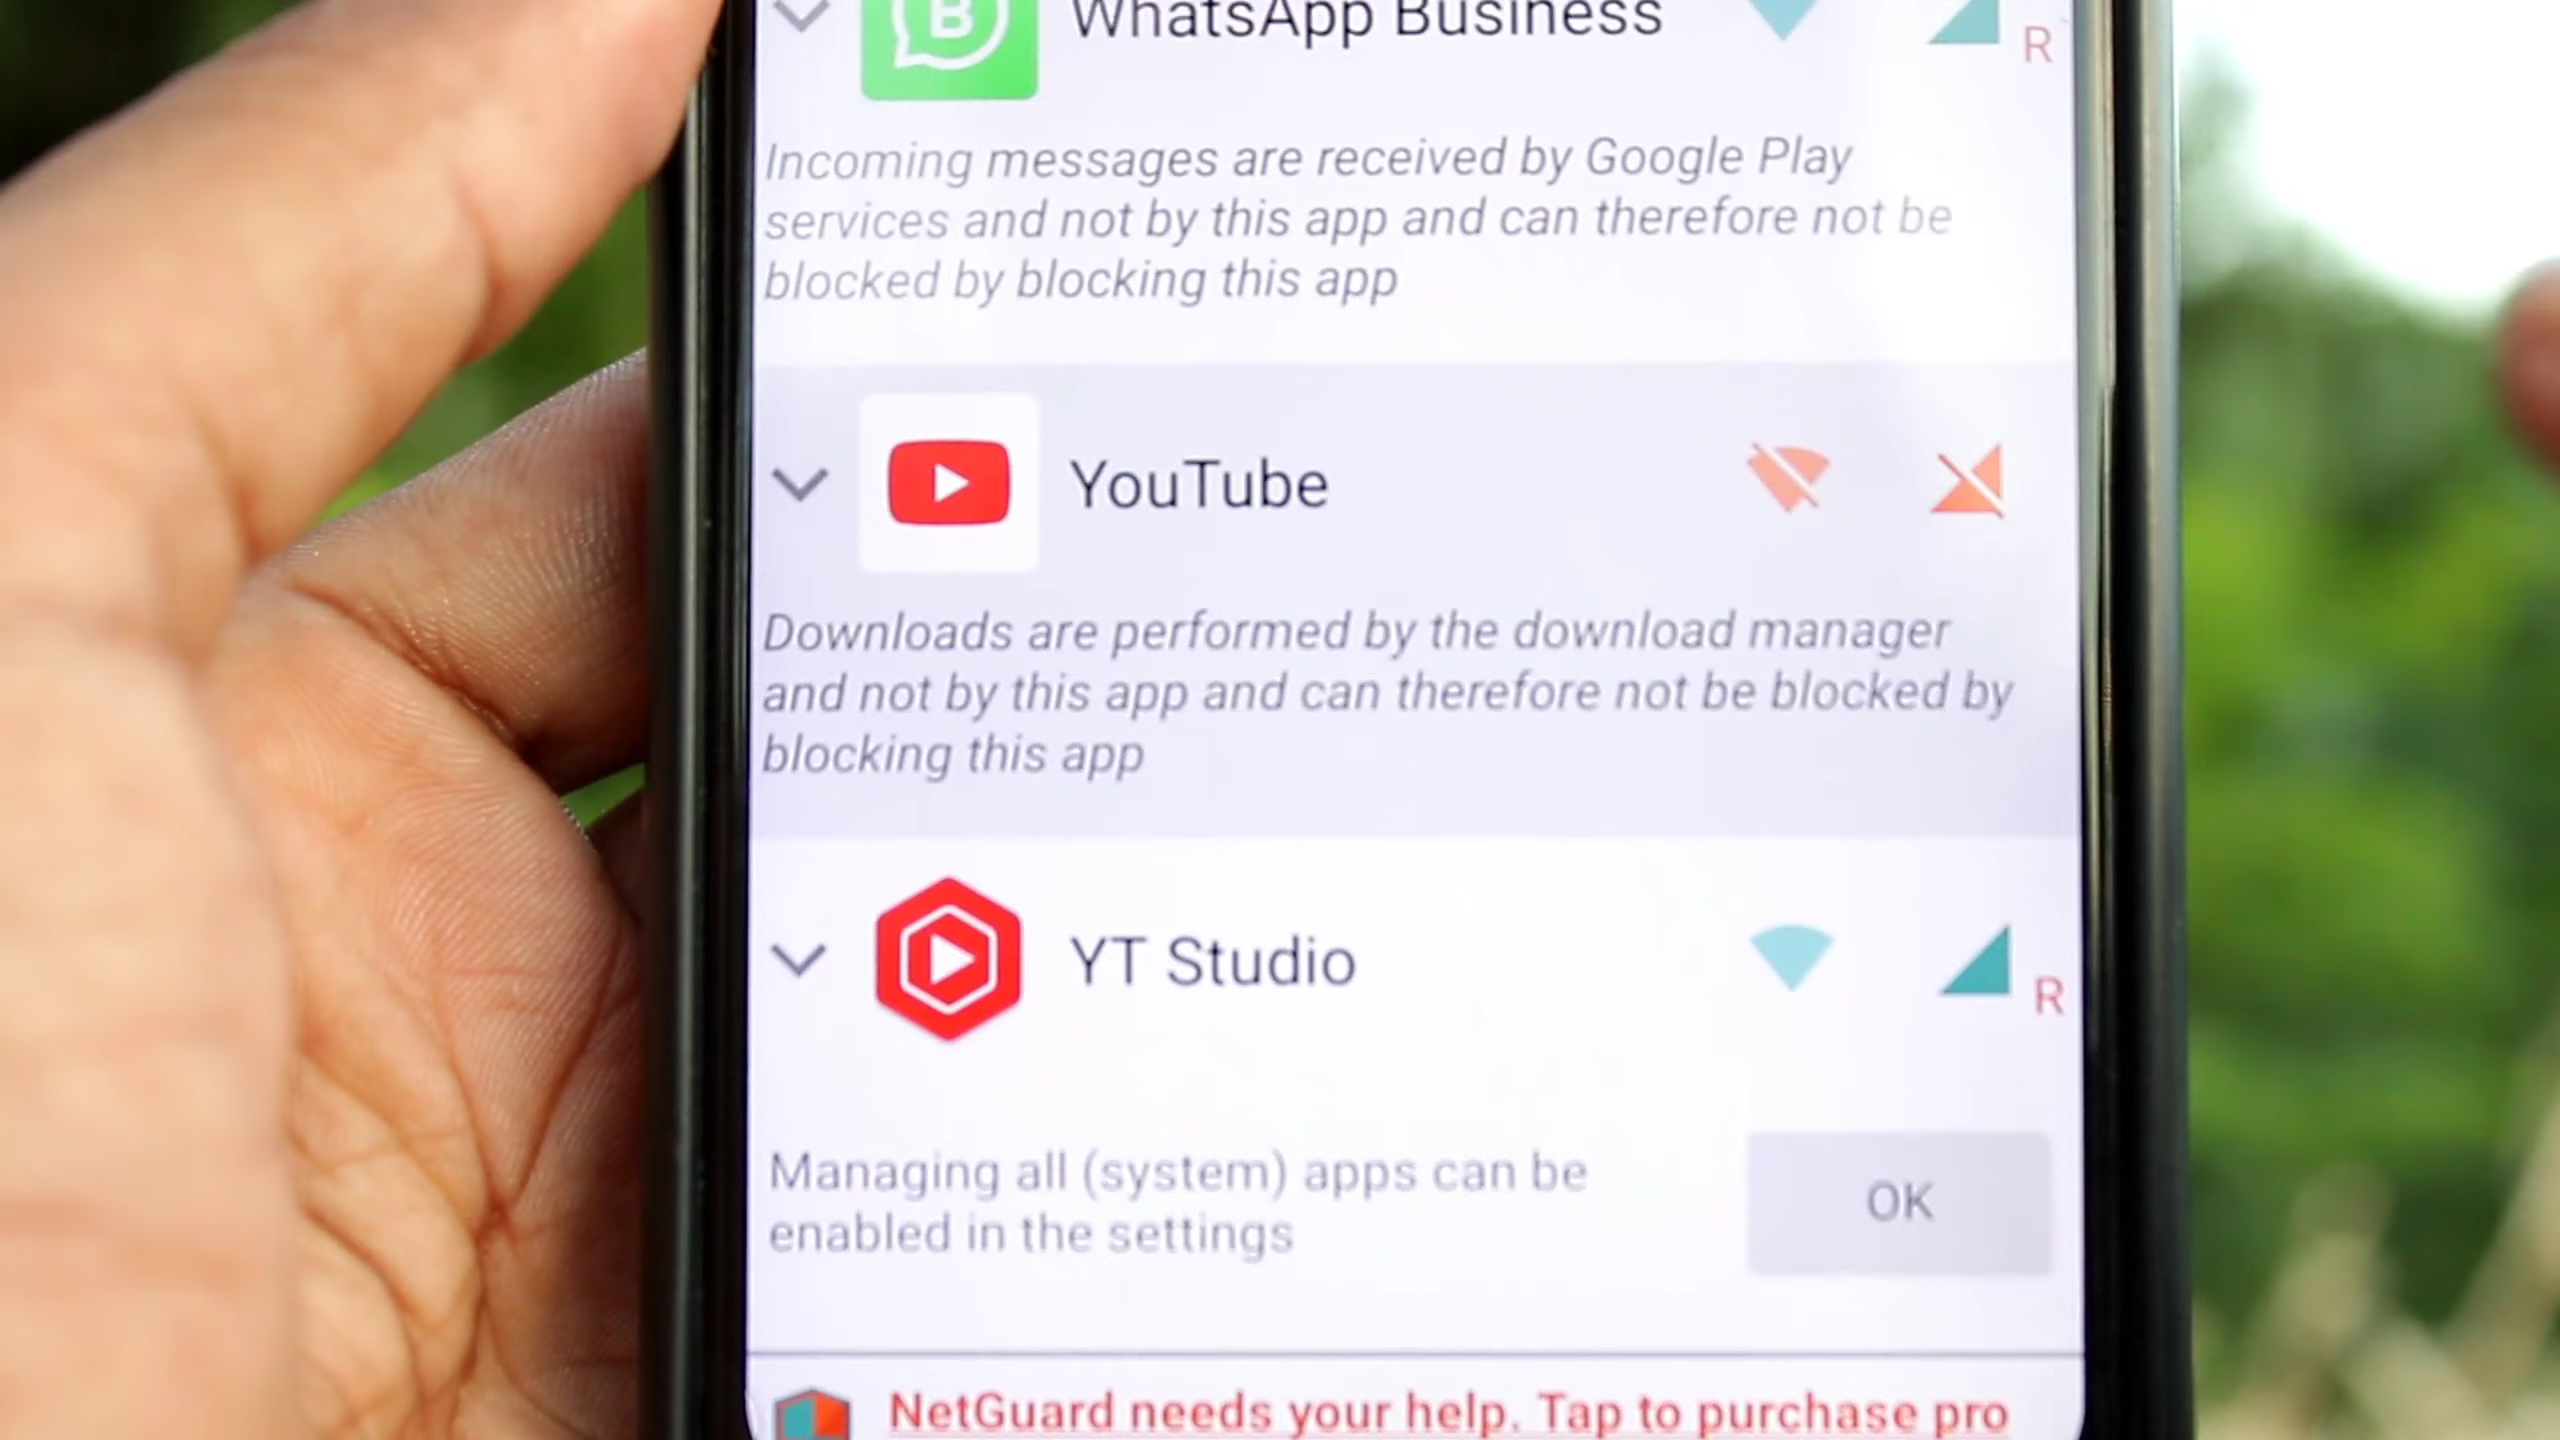 B
WhatsApp Business
R
Incoming messages are received by Google Play
services and not by this app and can therefore not be
blocked by blocking this app
YouTube
Downloads are performed by the download manager
and not by this app and can therefore not be blocked by
blocking this app
YT Studio
R
Managing all (system) apps can be
enabled in the settings
OK
NetGuard needs your help. Tap to purchase pro